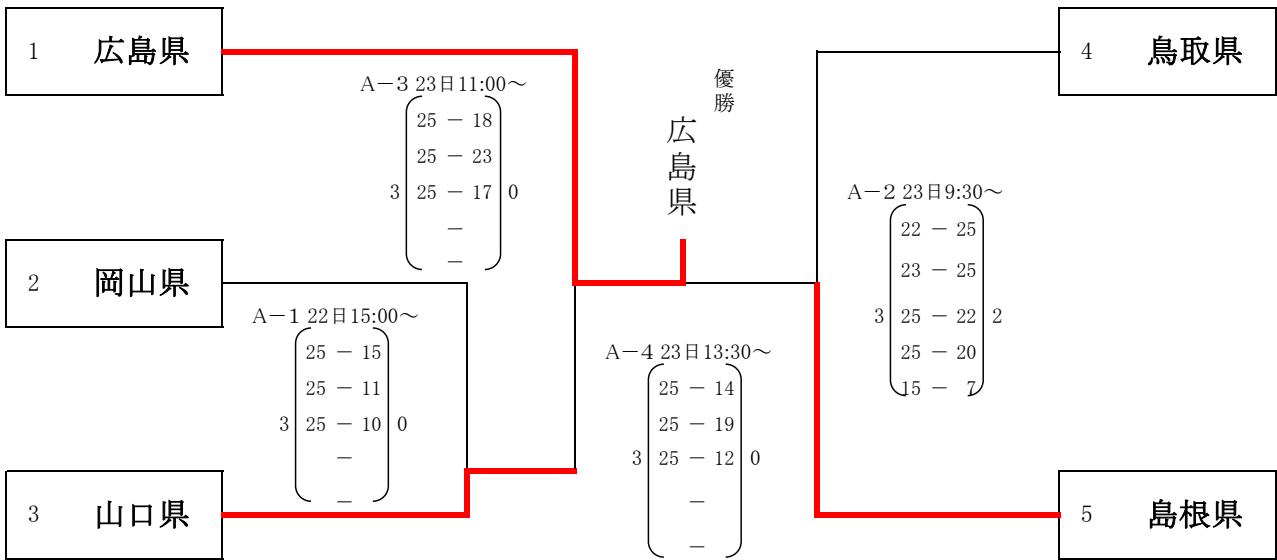 1 広島県
4 鳥取県
優勝
広島県
A－3 23日11:00～
25 － 18
25 － 23
3 25 － 17 0
－
－
A－2 23日9:30～
22 － 25
23 － 25
3 25 － 22 2
25 － 20
15 － 7
2 岡山県
A－1 22日15:00～
25 － 15
25 － 11
3 25 － 10 0
－
－
A－4 23日13:30～
25 － 14
25 － 19
3 25 － 12 0
－
－
3 山口県
5 島根県